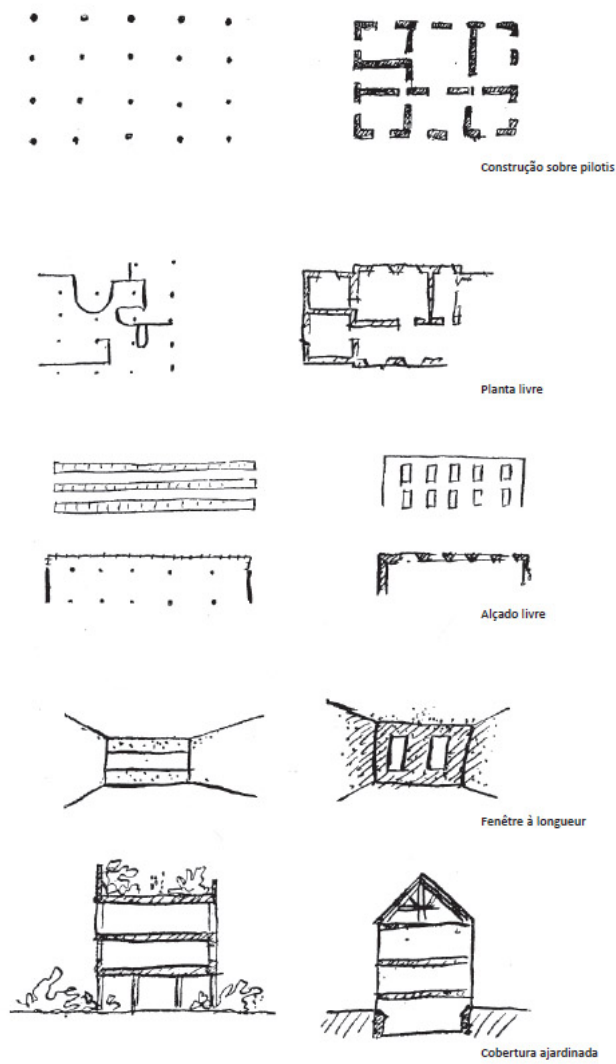 Construção sobre pilotis
Planta livre
Alçado livre
Fenêtre à longueur
Cobertura ajardinada